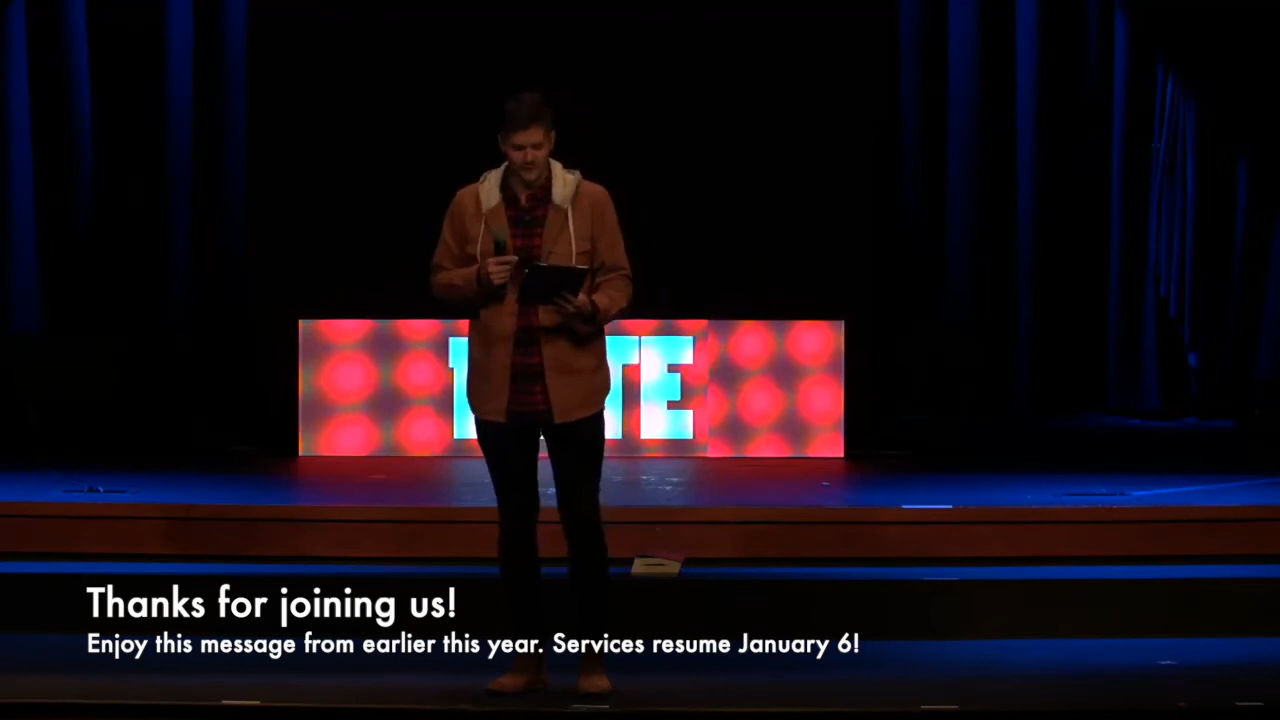 Thanks for joining us!
Enjoy this message from earlier this year. Services resume January 6!